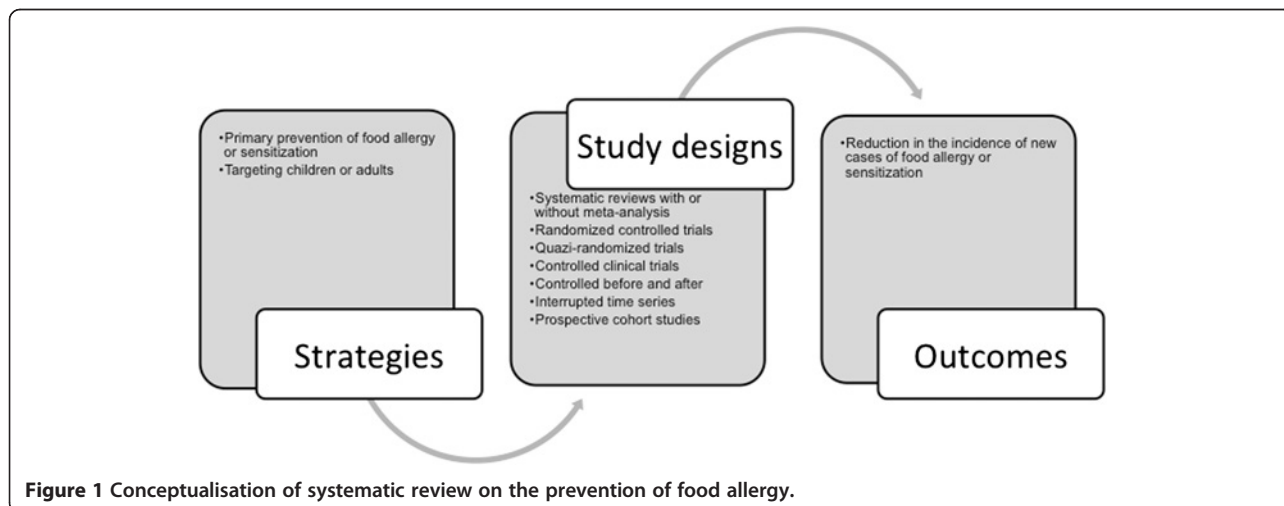 •Primary prevention of food allergy
or sensitization
•Targeting children or adults
Strategies
Study designs
•Systematic reviews with or
without meta-analysis
•Randomized controlled trials
•Quazi-randomized trials
•Controlled clinical trials
•Controlled before and after
•Interrupted time series
•Prospective cohort studies
•Reduction in the incidence of new
cases of food allergy or
sensitization
Outcomes
Figure 1 Conceptualisation of systematic review on the prevention of food allergy.